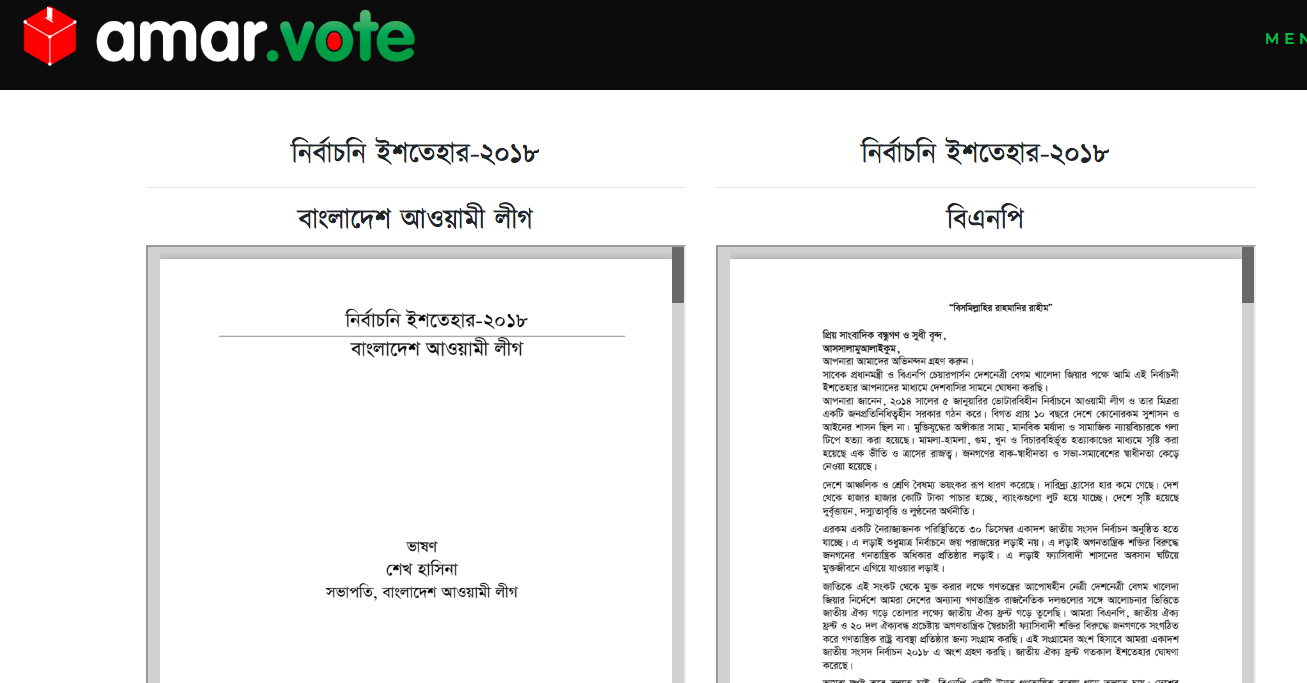 amar.vote
MEN
নির্বাচনি ইশতেহার-২০১৮
বাংলাদেশ আওয়ামী লীগ
নির্বাচনি ইশতেহার-২০১৮
বাংলাদেশ আওয়ামী লীগ
ভাষণ
শেখ হাসিনা
সভাপতি, বাংলাদেশ আওয়ামী লীগ
নির্বাচনি ইশতেহার-২০১৮
বিএনপি
“বিসমিল্লাহির রাহমানির রাহীম”
প্রিয় সাংবাদিক বন্ধুগণ ও সুধী বৃন্দ,
আসসালামুআলাইকুম,
আপনারা আমাদের অভিনন্দন গ্রহণ করুন।
সাবেক প্রধানমন্ত্রী ও বিএনপি চেয়ারপার্সন দেশনেত্রী বেগম খালেদা জিয়ার পক্ষে আমি এই নির্বাচনী
ইশতেহার আপনাদের মাধ্যমে দেশবাসির সামনে ঘোষনা করছি।
আপনারা জানেন, ২০১৪ সালের ৫ জানুয়ারির ভোটারবিহীন নির্বাচনে আওয়ামী লীগ ও তার মিত্ররা
একটি জনপ্রতিনিধিত্বহীন সরকার গঠন করে। বিগত প্রায় ১০ বছরে দেশে কোনোরকম সুশাসন ও
আইনের শাসন ছিল না। মুক্তিযুদ্ধের অঙ্গীকার সাম্য, মানবিক মর্যাদা ও সামাজিক ন্যায়বিচারকে গলা
টিপে হত্যা করা হয়েছে। মামলা-হামলা, গুম, খুন ও বিচারবহির্ভূত হত্যাকাণ্ডের মাধ্যমে সৃষ্টি করা
হয়েছে এক ভীতি ও ত্রাসের রাজত্ব। জনগণের বাক-স্বাধীনতা ও সভা-সমাবেশের স্বাধীনতা কেড়ে
নেওয়া হয়েছে।
দেশে আঞ্চলিক ও শ্রেণি বৈষম্য ভয়ংকর রূপ ধারণ করেছে। দারিদ্র্য হ্রাসের হার কমে গেছে। দেশ
থেকে হাজার হাজার কোটি টাকা পাচার হচ্ছে, ব্যাংকগুলো লুট হয়ে যাচ্ছে। দেশে সৃষ্টি হয়েছে
দুর্বৃত্তায়ন, দস্যুতাবৃত্তি ও লুণ্ঠনের অর্থনীতি।
এরকম একটি নৈরাজ্যজনক পরিস্থিতিতে ৩০ ডিসেম্বর একাদশ জাতীয় সংসদ নির্বাচন অনুষ্ঠিত হতে
যাচ্ছে। এ লড়াই শুধুমাত্র নির্বাচনে জয় পরাজয়ের লড়াই নয়। এ লড়াই অগনতান্ত্রিক শক্তির বিরুদ্ধে
জনগনের গনতান্ত্রিক অধিকার প্রতিষ্ঠার লড়াই। এ লড়াই ফ্যাসিবাদী শাসনের অবসান ঘটিয়ে
মুক্তজীবনে এগিয়ে যাওয়ার লড়াই।
জাতিকে এই সংকট থেকে মুক্ত করার লক্ষে গণতন্ত্রের আপোষহীন নেত্রী দেশনেত্রী বেগম খালেদা
জিয়ার নির্দেশে আমরা দেশের অন্যান্য গণতান্ত্রিক রাজনৈতিক দলগুলোর সঙ্গে আলোচনার ভিত্তিতে
জাতীয় ঐক্য গড়ে তোলার লক্ষ্যে জাতীয় ঐক্য ফ্রন্ট গড়ে তুলেছি। আমরা বিএনপি, জাতীয় ঐক্য
ফ্রন্ট ও ২০ দল ঐক্যবদ্ধ প্রচেষ্টায় অগণতান্ত্রিক স্বৈরচারী ফ্যাসিবাদী শক্তির বিরুদ্ধে জনগণকে সংগঠিত
করে গণতান্ত্রিক রাষ্ট্র ব্যবস্থা প্রতিষ্ঠার জন্য সংগ্রাম করছি। এই সংগ্রামের অংশ হিসাবে আমরা একাদশ
জাতীয় সংসদ নির্বাচন ২০১৮ এ অংশ গ্রহণ করছি। জাতীয় ঐক্য ফ্রন্ট গতকাল ইশতেহার ঘোষণা
করেছে।